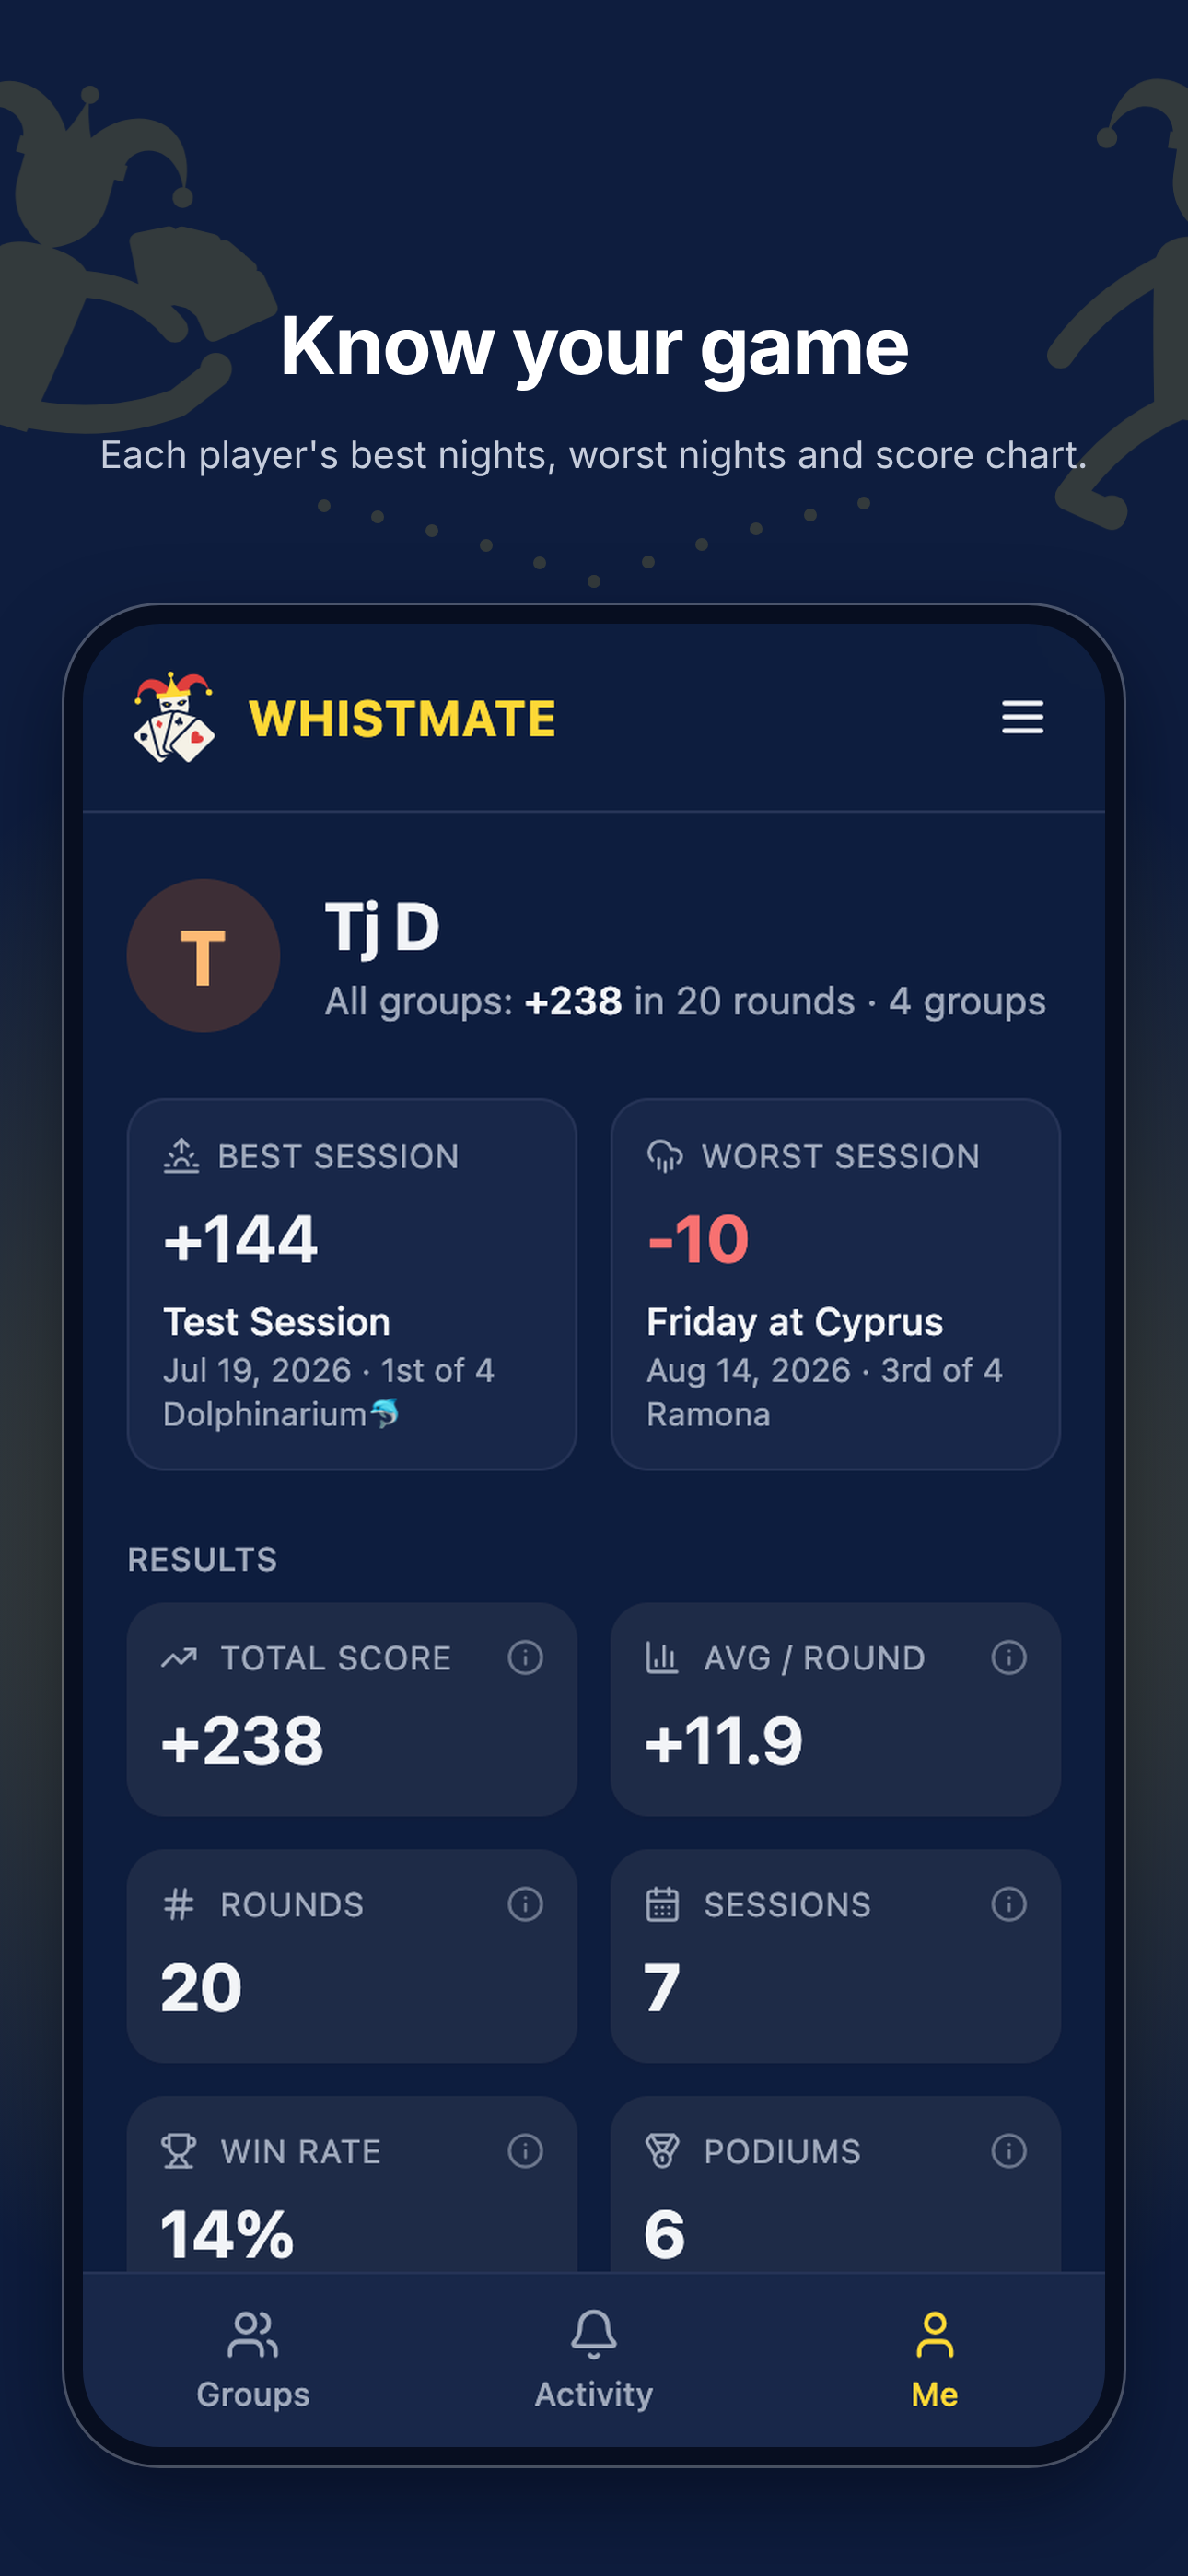 Know your game
Each player's best nights, worst nights and score chart.
WHISTMATE
T
Tj D
All groups: +238 in 20 rounds · 4 groups
BEST SESSION
+144
Test Session
Jul 19, 2026 · 1st of 4
Dolphinarium🐬
WORST SESSION
-10
Friday at Cyprus
Aug 14, 2026 · 3rd of 4
Ramona
RESULTS
TOTAL SCORE
+238
AVG / ROUND
+11.9
ROUNDS
20
SESSIONS
7
WIN RATE
14%
PODIUMS
6
Groups
Activity
Me